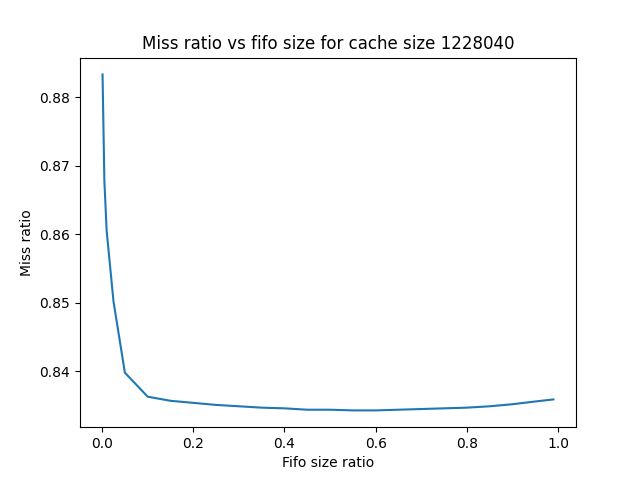 Miss ratio vs fifo size for cache size 1228040
0.88
0.87
0.86
0.85
0.84
Miss ratio
0.0 0.2 0.4 0.6 0.8 1.0
Fifo size ratio